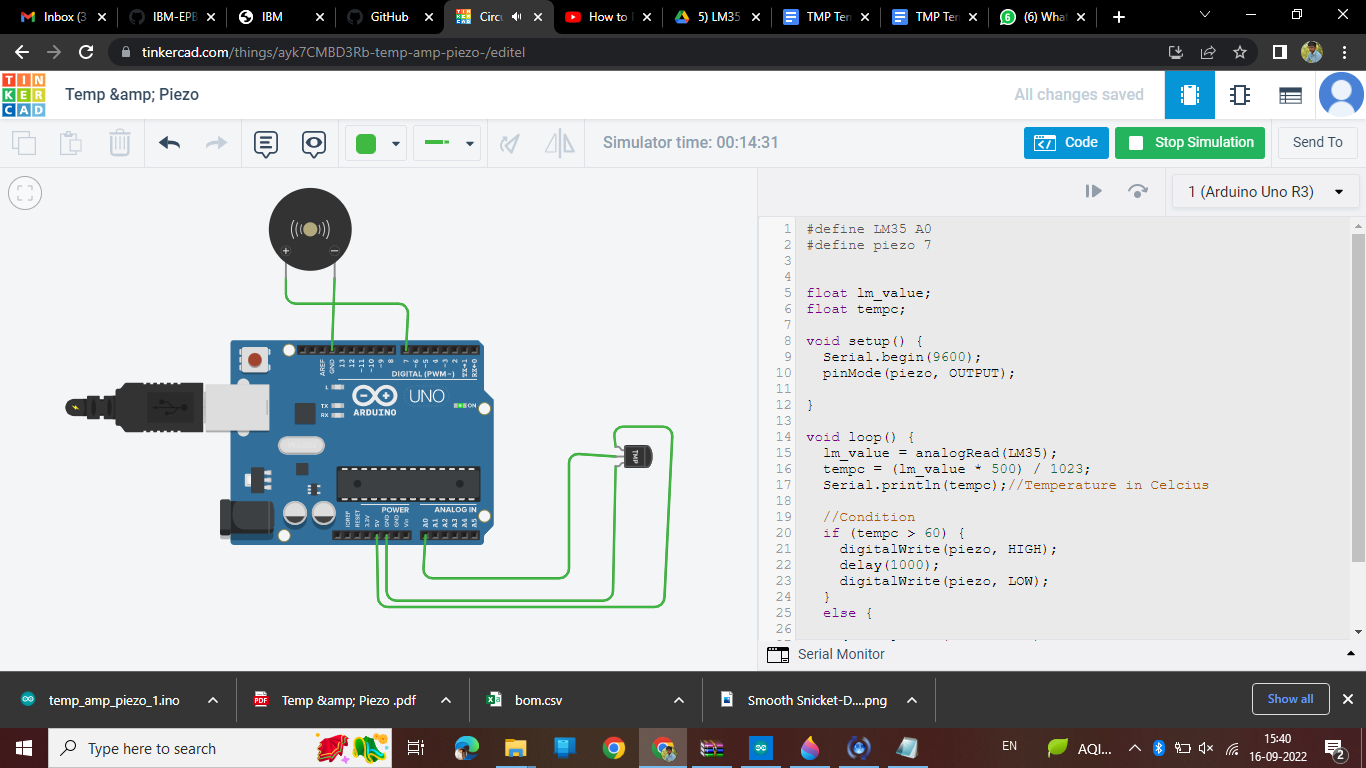 Inbox (3
IBM-EPB
IBM
GitHub
Circ
How to
5) LM35
TMP Ten
TMP Ten
(6) What
tinkercad.com/things/ayk7CMBD3Rb-temp-amp-piezo-/editel
TIN
KER
CAD
Temp &amp; Piezo
All changes saved
Simulator time: 00:14:31
Code
Stop Simulation
Send To
1 (Arduino Uno R3)
1 #define LM35 A0
2 #define piezo 7
3
4
5 float lm_value;
6 float tempc;
7
8 void setup() {
9 Serial.begin(9600);
10 pinMode(piezo, OUTPUT);
11
12 }
13
14 void loop() {
15 lm_value = analogRead(LM35);
16 tempc = (lm_value * 500) / 1023;
17 Serial.println(tempc);//Temperature in Celcius
18
19 //Condition
20 if (tempc > 60) {
21 digitalWrite(piezo, HIGH);
22 delay(1000);
23 digitalWrite(piezo, LOW);
24 }
25 else {
26
Serial Monitor
+ −
AREF GND 13 12 ~11 ~10 ~9 8 7 ~6 ~5 4 ~3 2 TX→1 RX←0
DIGITAL (PWM~)
L
TX
RX
ARDUINO
UNO
ON
TMP
POWER
ANALOG IN
IOREF RESET 3.3V 5V GND GND Vin A0 A1 A2 A3 A4 A5
temp_amp_piezo_1.ino
Temp &amp; Piezo .pdf
bom.csv
Smooth Snicket-D....png
Show all
Type here to search
EN
AQI...
15:40
16-09-2022
2